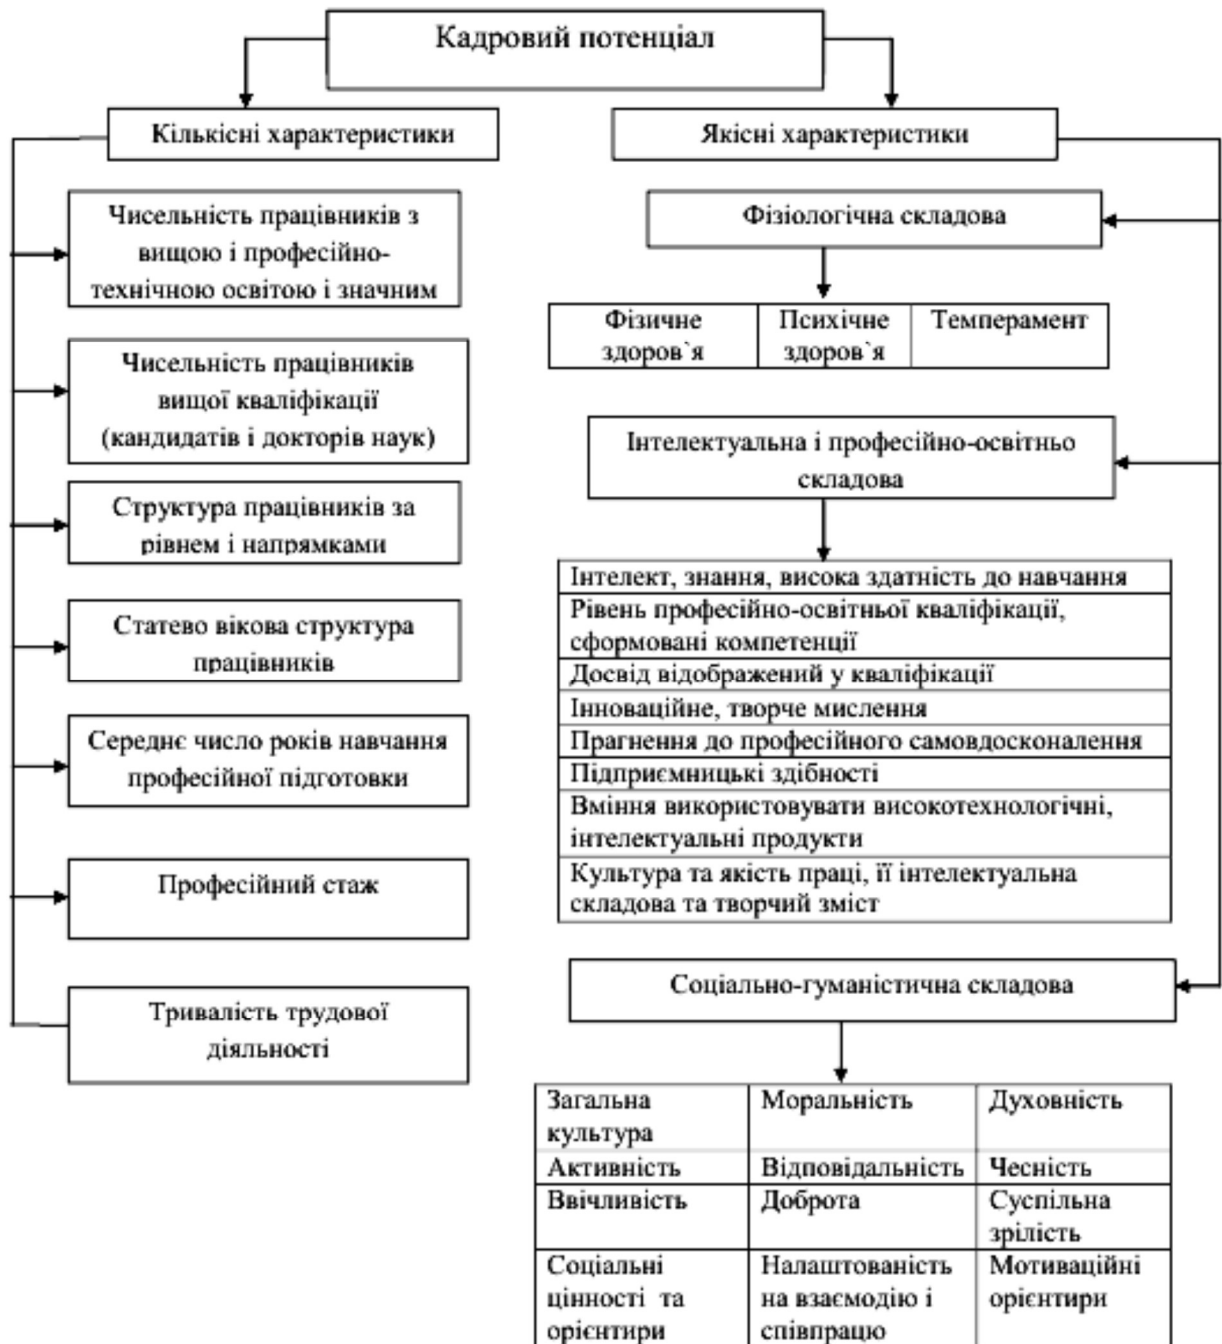 Кадровий потенціал
Кількісні характеристики
Якісні характеристики
Чисельність працівників з
вищою і професійно-
технічною освітою і значним
Чисельність працівників
вищої кваліфікації
(кандидатів і докторів наук)
Структура працівників за
рівнем і напрямками
Статево вікова структура
працівників
Середнє число років навчання
професійної підготовки
Професійний стаж
Тривалість трудової
діяльності
Фізіологічна складова
Фізичне
здоров`я
Психічне
здоров`я
Темперамент
Інтелектуальна і професійно-освітньо
складова
Інтелект, знання, висока здатність до навчання
Рівень професійно-освітньої кваліфікації,
сформовані компетенції
Досвід відображений у кваліфікації
Інноваційне, творче мислення
Прагнення до професійного самовдосконалення
Підприємницькі здібності
Вміння використовувати високотехнологічні,
інтелектуальні продукти
Культура та якість праці, її інтелектуальна
складова та творчий зміст
Соціально-гуманістична складова
Загальна
культура
Моральність
Духовність
Активність
Відповідальність
Чесність
Ввічливість
Доброта
Суспільна
зрілість
Соціальні
цінності та
орієнтири
Налаштованість
на взаємодію і
співпрацю
Мотиваційні
орієнтири